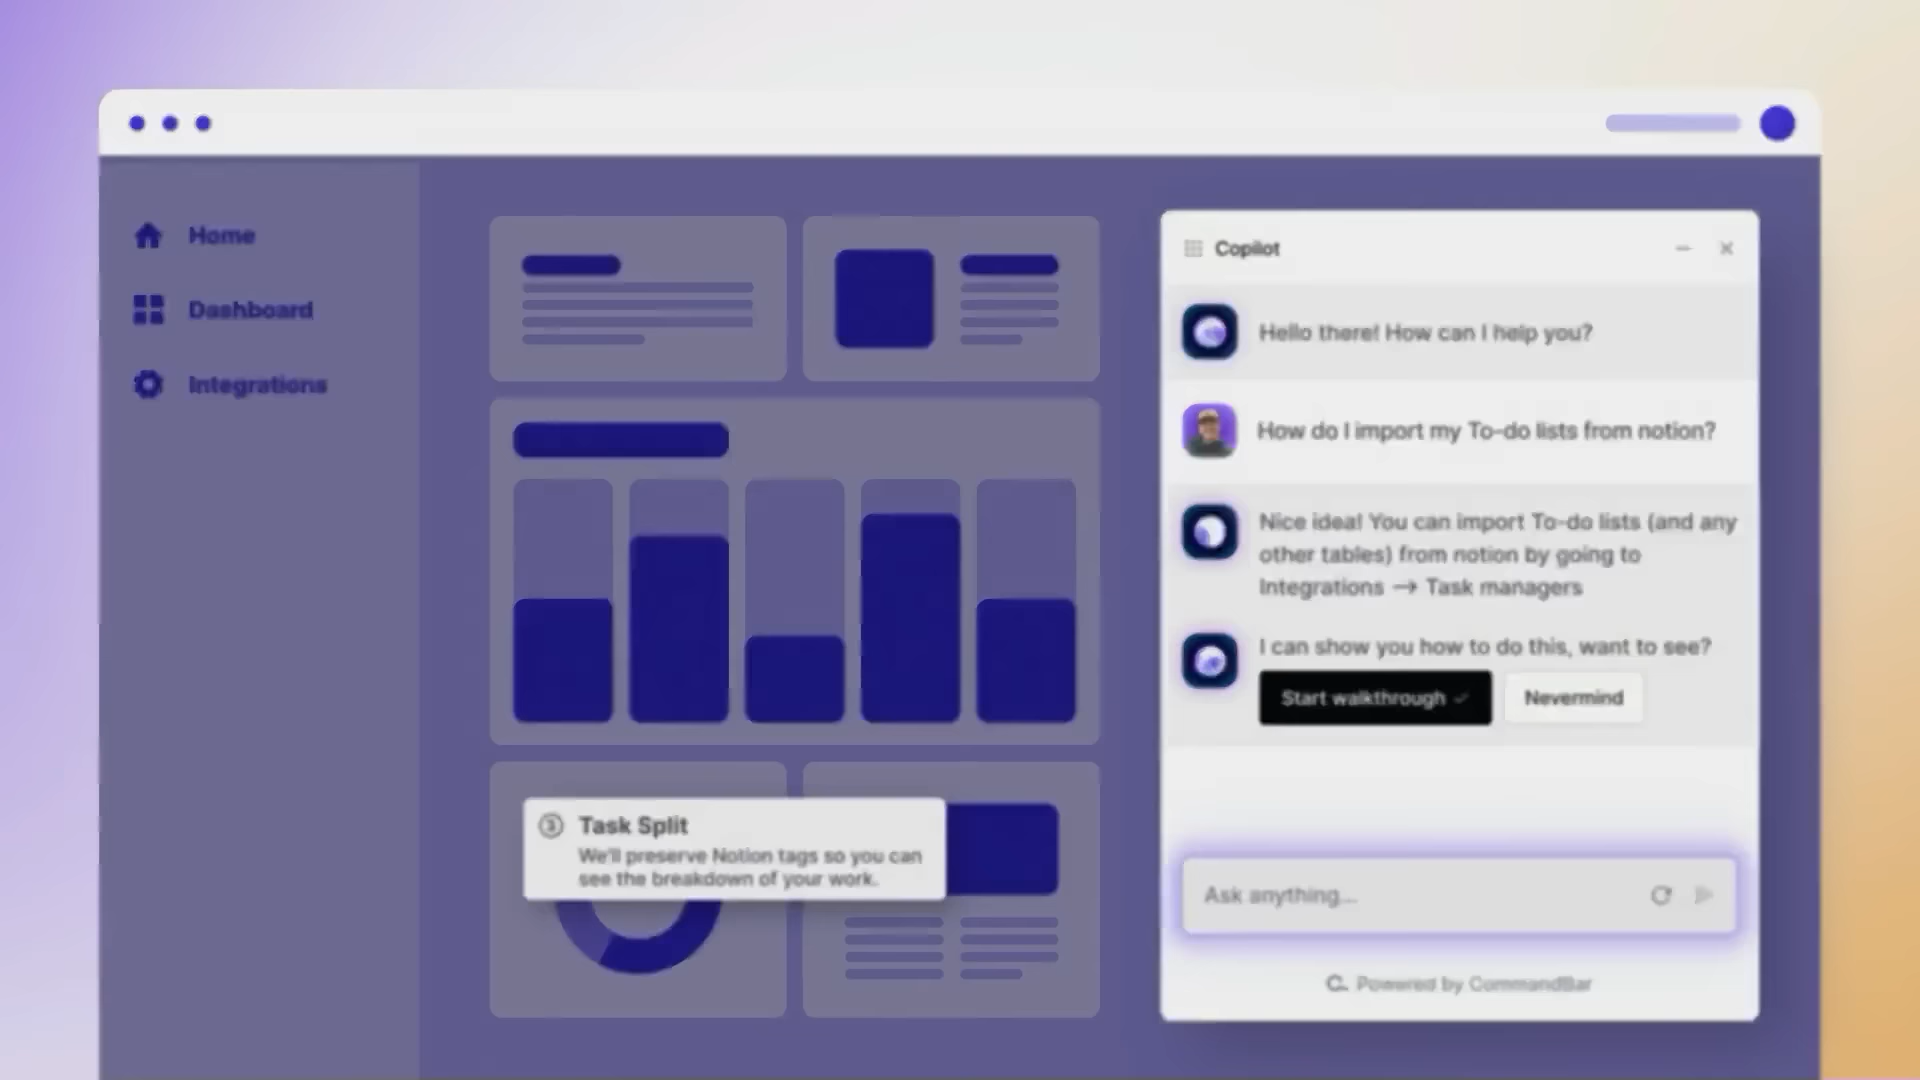 Home
Dashboard
Integrations
Copilot
Hello there! How can I help you?
How do I import my To-do lists from notion?
Nice idea! You can import To-do lists (and any
other tables) from notion by going to
Integrations → Task managers
I can show you how to do this, want to see?
Start walkthrough ✓
Nevermind
3 Task Split
We'll preserve Notion tags so you can
see the breakdown of your work.
Ask anything...
Powered by CommandBar